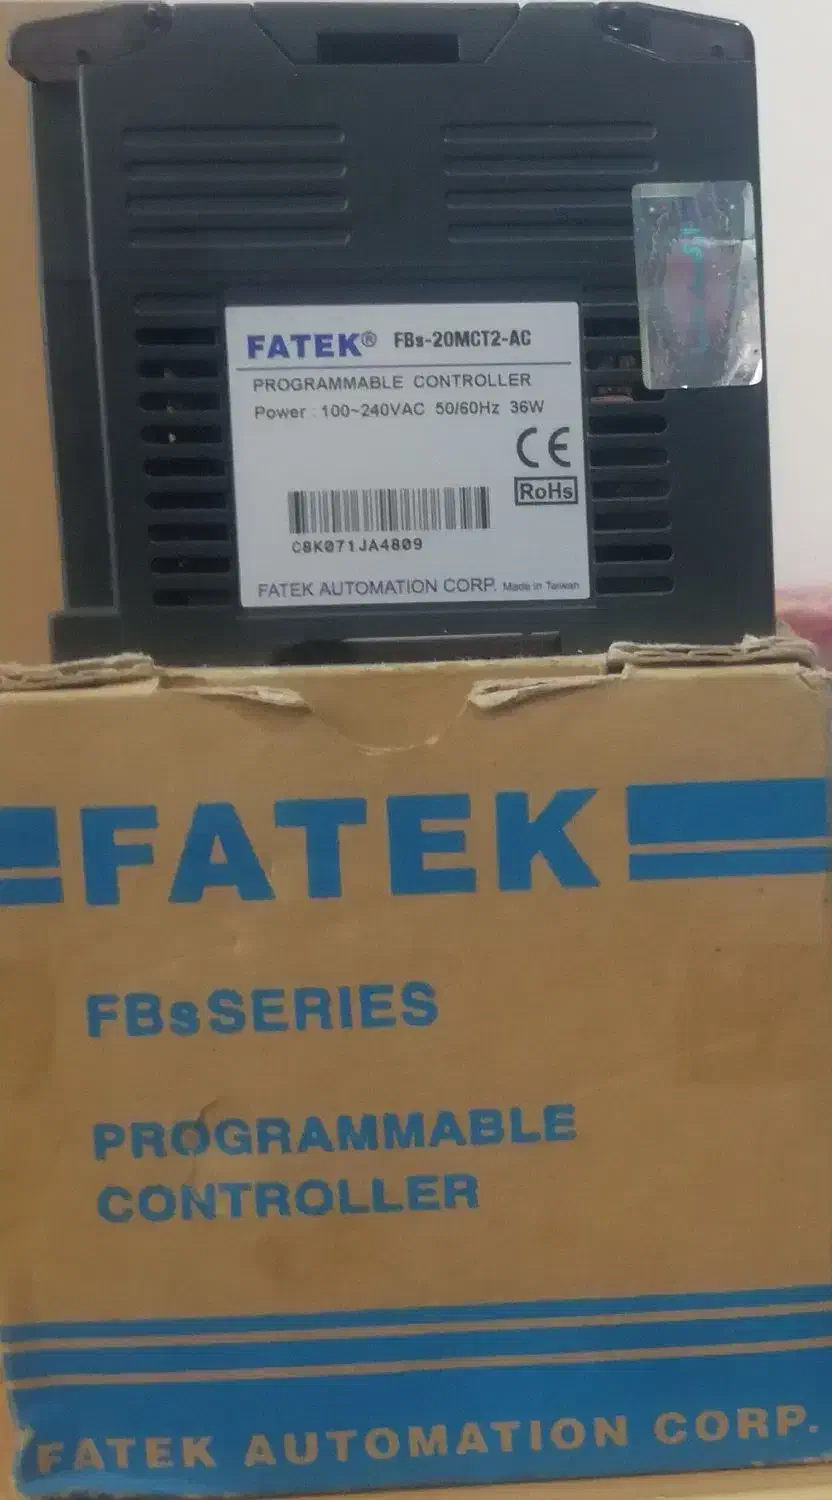 FATEK® FBs-20MCT2-AC
PROGRAMMABLE CONTROLLER
Power : 100~240VAC 50/60Hz 36W
CE
RoHs
C8K071JA4809
FATEK AUTOMATION CORP. Made in Taiwan
FATEK
FBsSERIES
PROGRAMMABLE
CONTROLLER
FATEK AUTOMATION CORP.